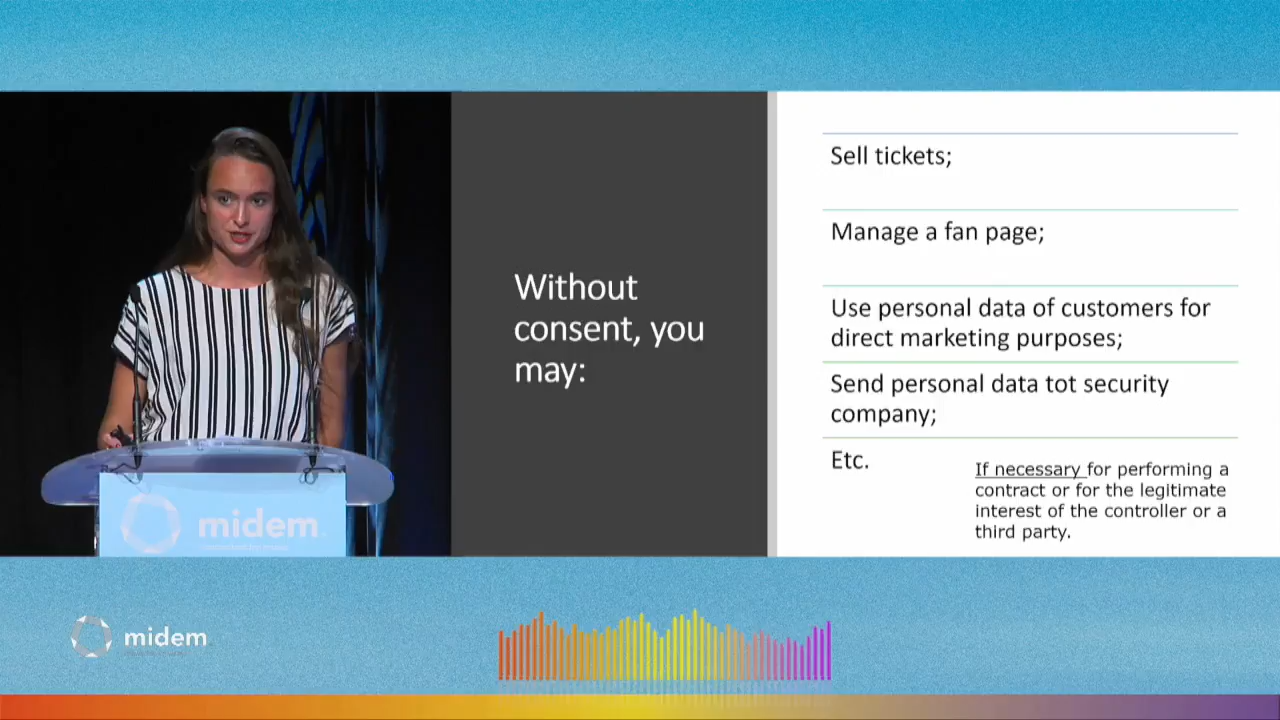 Without
consent, you
may:
Sell tickets;
Manage a fan page;
Use personal data of customers for
direct marketing purposes;
Send personal data tot security
company;
Etc.
If necessary for performing a
contract or for the legitimate
interest of the controller or a
third party.
midem
midem